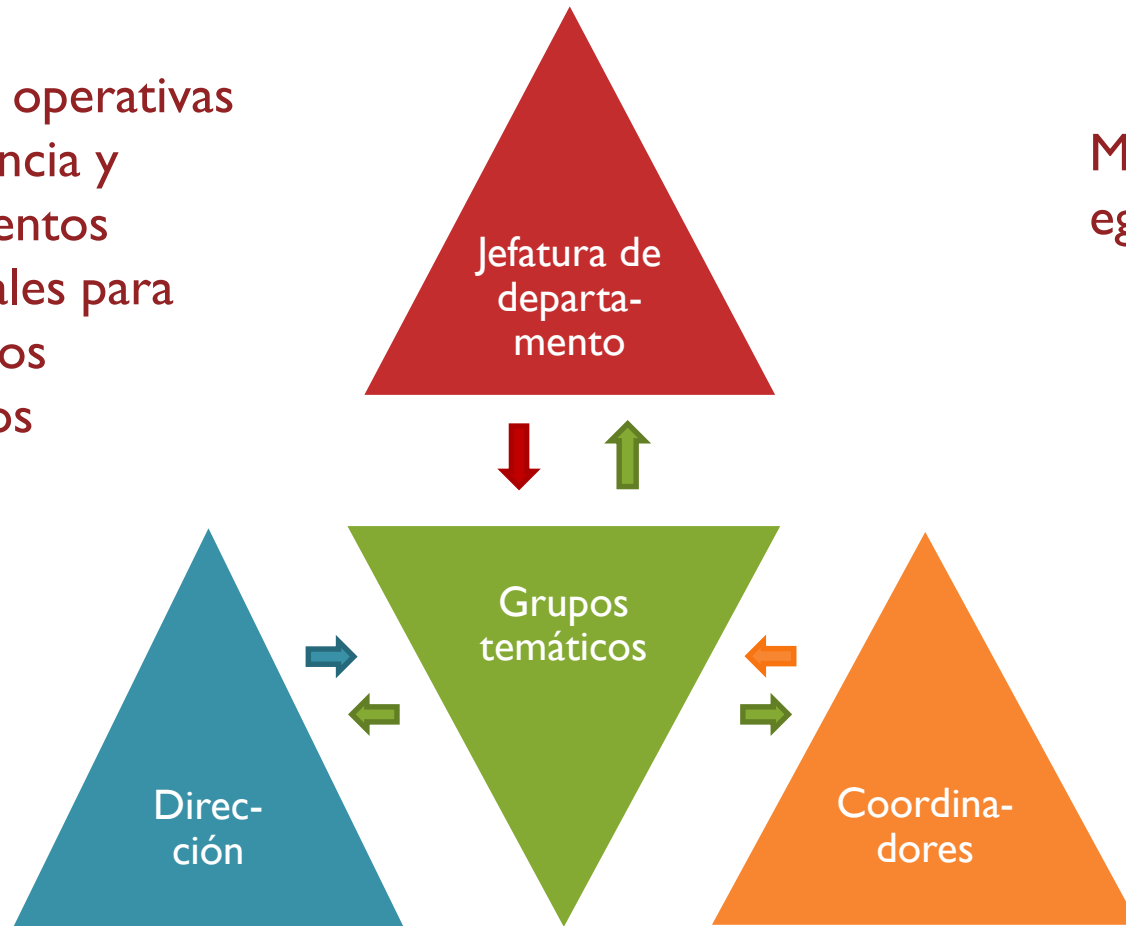 operativas
ncia y
entos
ales para
os
os
Jefatura de
departa-
mento
M
eg
Grupos
temáticos
Direc-
ción
Coordina-
dores